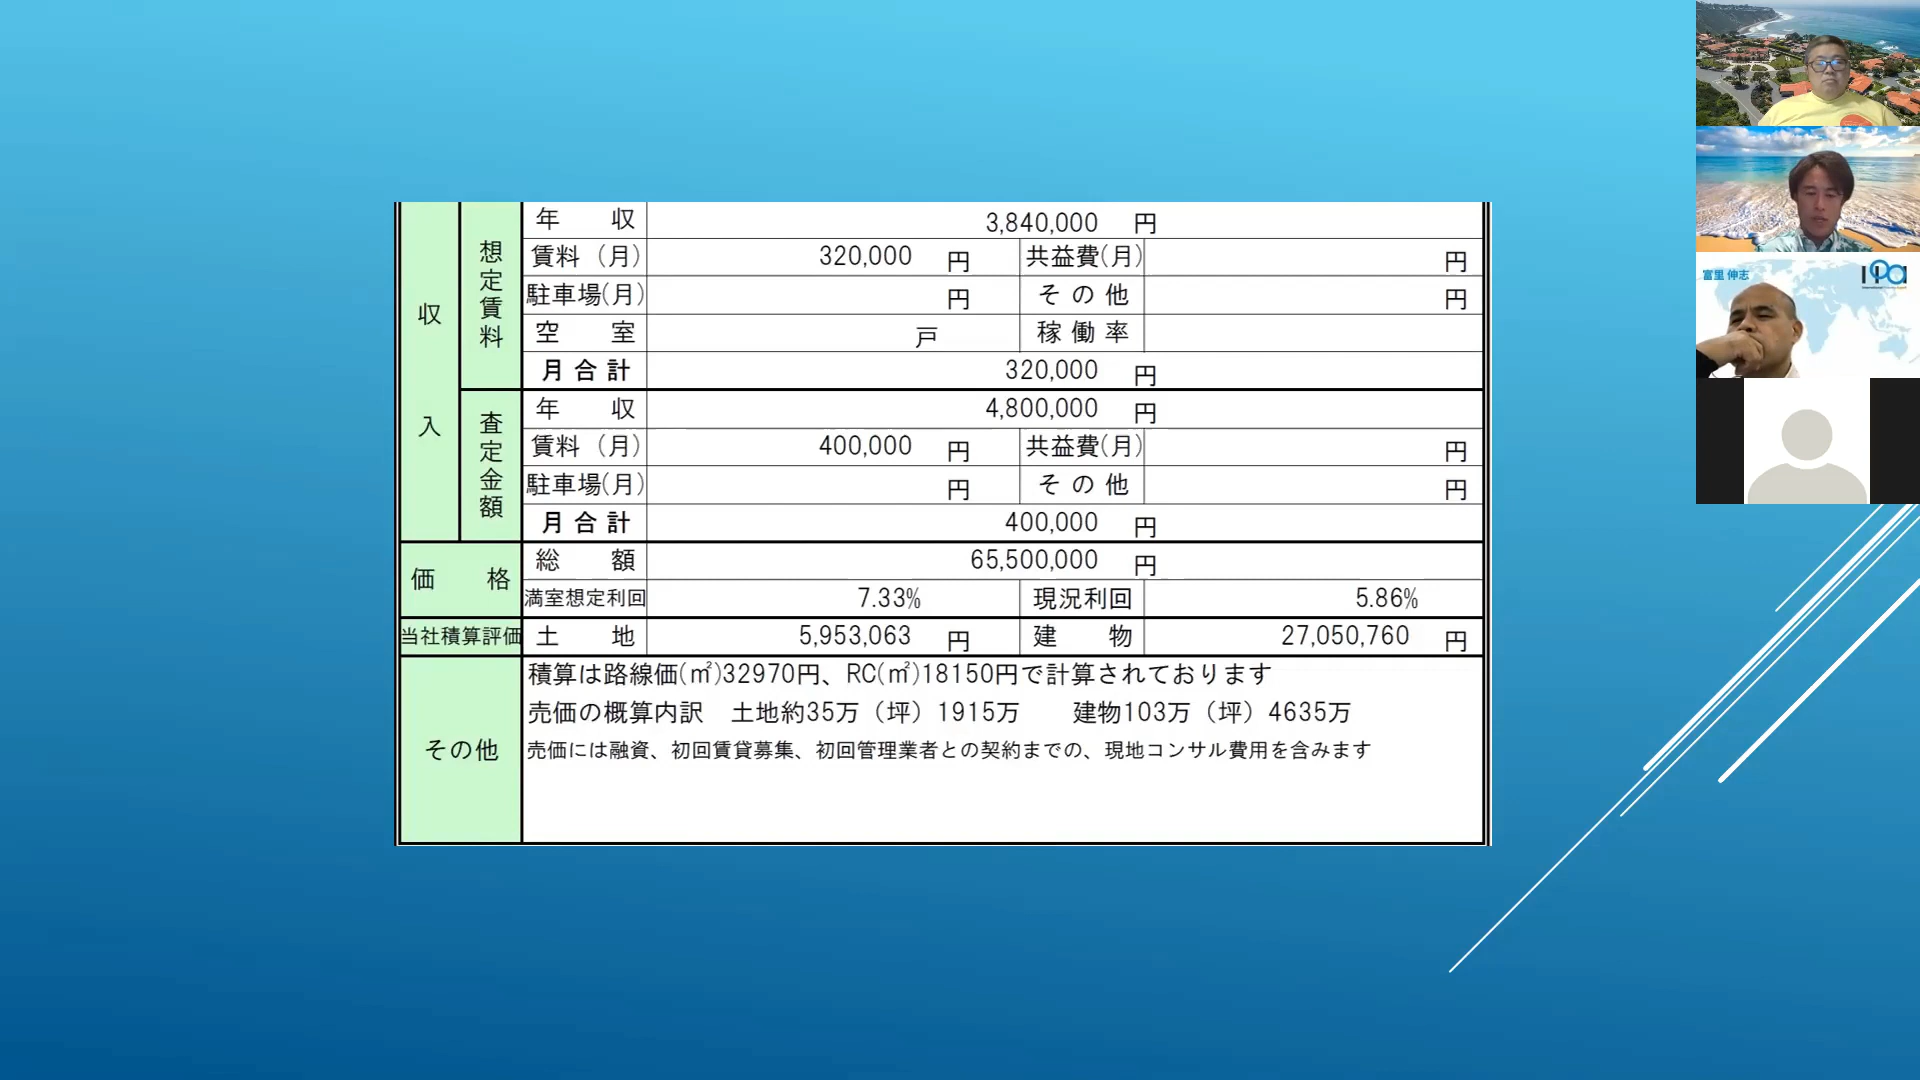 収入
想定賃料
年 収 3,840,000 円
賃料 (月) 320,000 円 共益費(月) 円
駐車場(月) 円 その他 円
空 室 戸 稼働率
月合計 320,000 円
査定金額
年 収 4,800,000 円
賃料 (月) 400,000 円 共益費(月) 円
駐車場(月) 円 その他 円
月合計 400,000 円
価 格 総 額 65,500,000 円
満室想定利回 7.33% 現況利回 5.86%
当社積算評価 土 地 5,953,063 円 建 物 27,050,760 円
その他
積算は路線価(㎡)32970円、RC(㎡)18150円で計算されております
売価の概算内訳 土地約35万(坪)1915万 建物103万(坪)4635万
売価には融資、初回賃貸募集、初回管理業者との契約までの、現地コンサル費用を含みます
富里 伸志
IPA